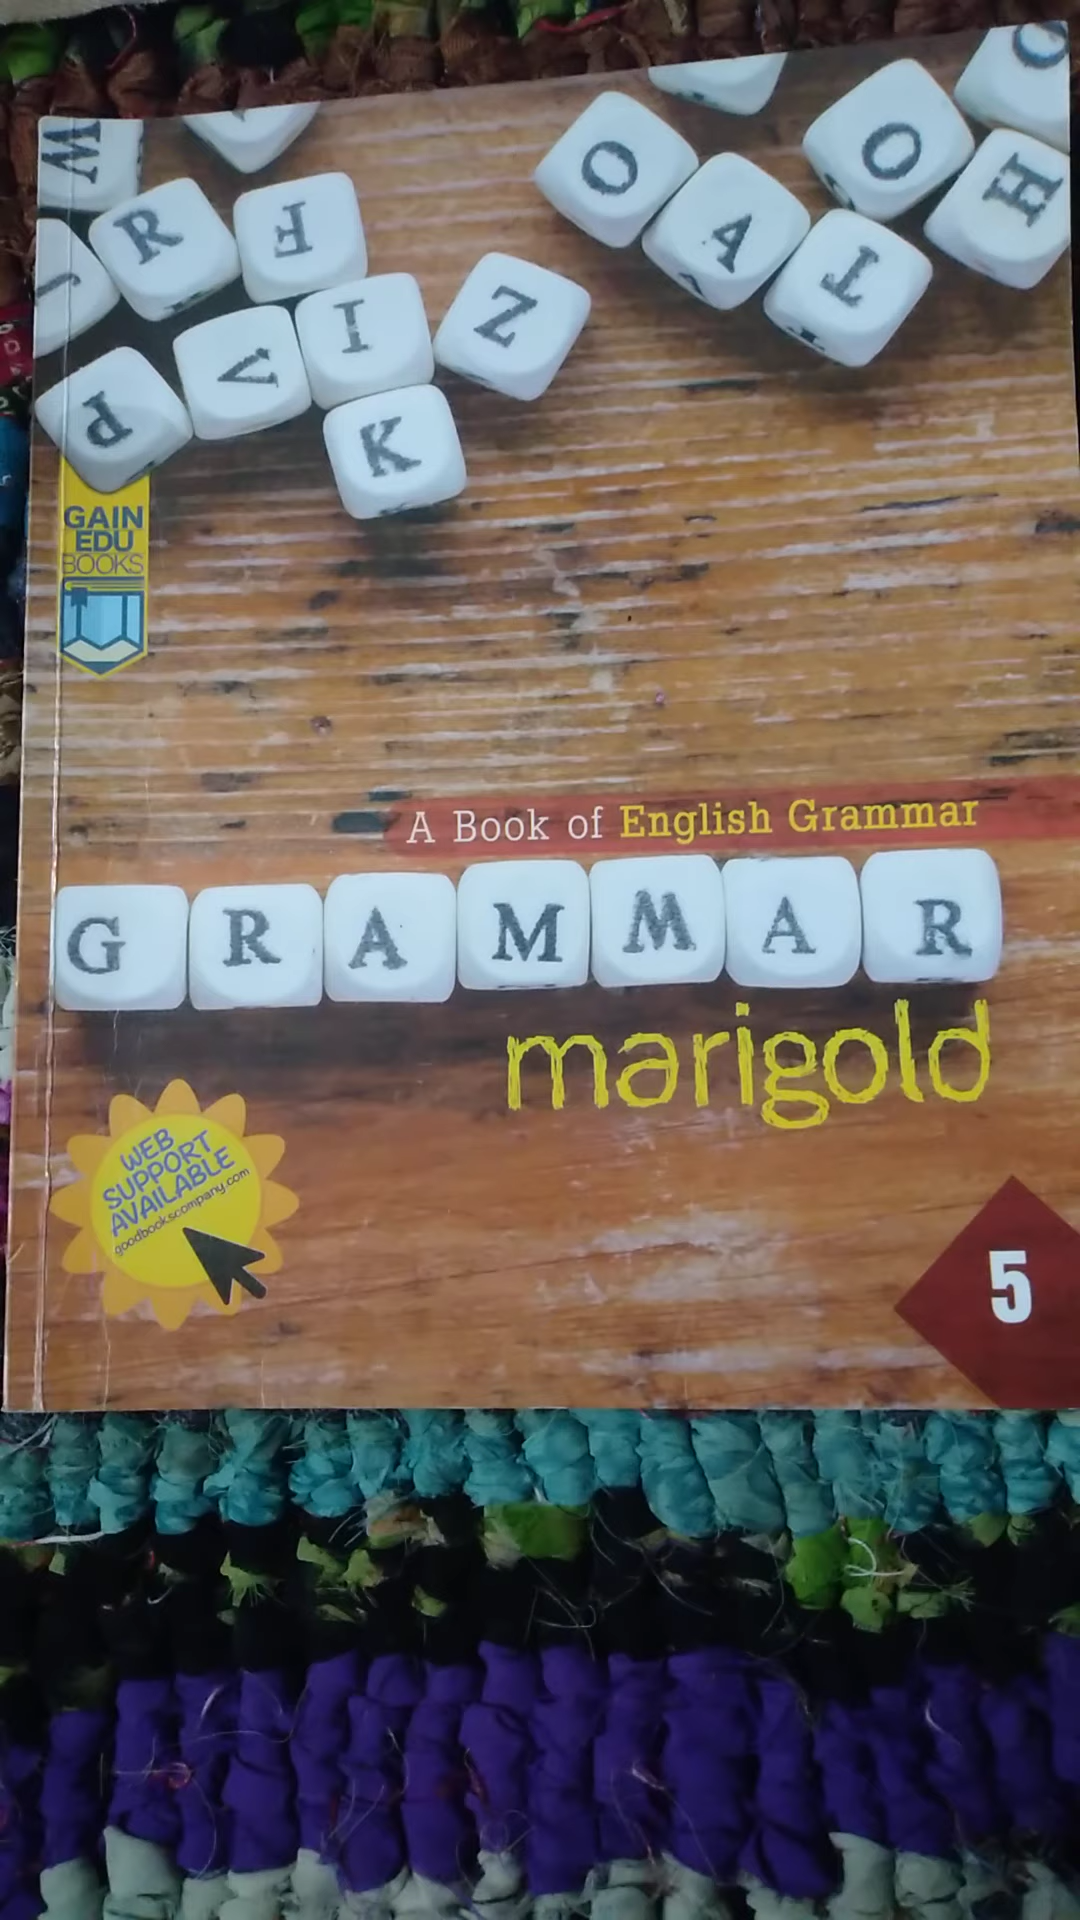 W
R
F
J
P
V
I
Z
K
O
A
T
O
H
GAIN
EDU
BOOKS
A Book of English Grammar
GRAMMAR
marigold
WEB
SUPPORT
AVAILABLE
goodbookscompany.com
5